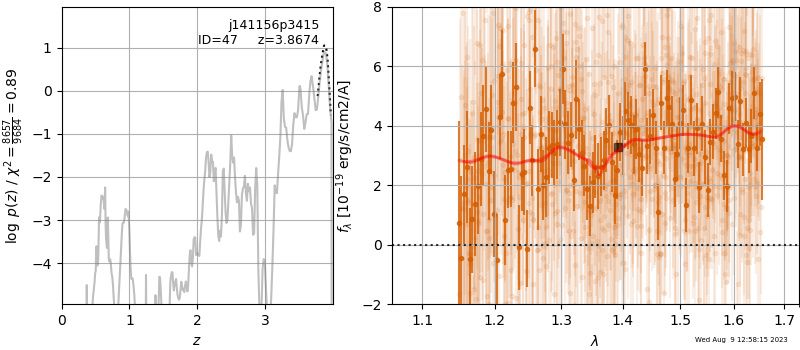 j141156p3415
ID=47 z=3.8674
log p(z) / χ² = 8657/9684 = 0.89
1
0
−1
−2
−3
−4
0 1 2 3
z
fλ [10⁻¹⁹ erg/s/cm2/A]
8
6
4
2
0
−2
1.1 1.2 1.3 1.4 1.5 1.6 1.7
λ
Wed Aug 9 12:58:15 2023